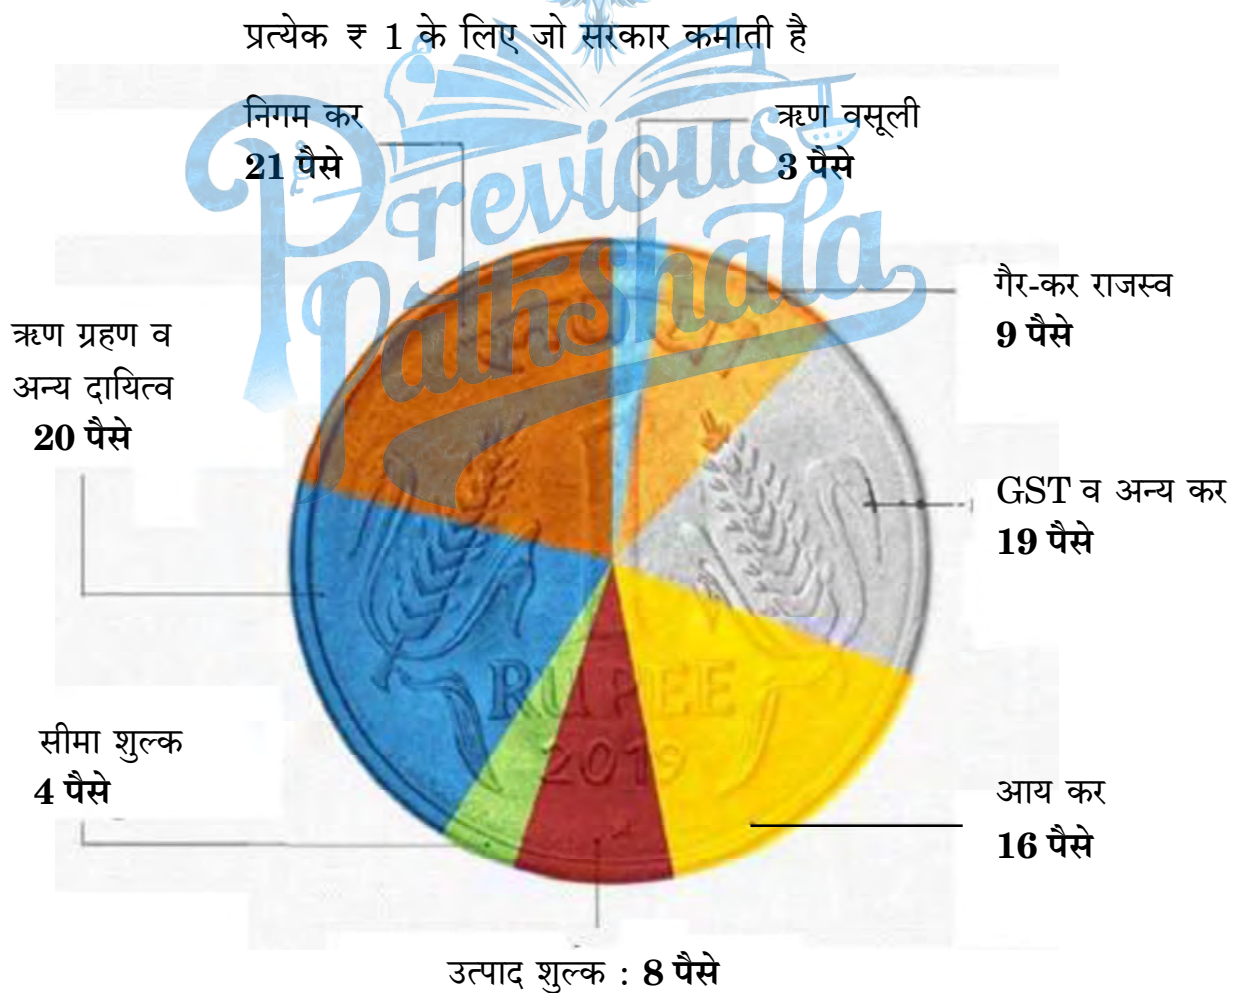 प्रत्येक ₹ 1 के लिए जो सरकार कमाती है
निगम कर
21 पैसे
ऋण वसूली
3 पैसे
Previous
Pathshala
गैर-कर राजस्व
9 पैसे
ऋण ग्रहण व
अन्य दायित्व
20 पैसे
GST व अन्य कर
19 पैसे
RUPEE
2019
सीमा शुल्क
4 पैसे
आय कर
16 पैसे
उत्पाद शुल्क : 8 पैसे